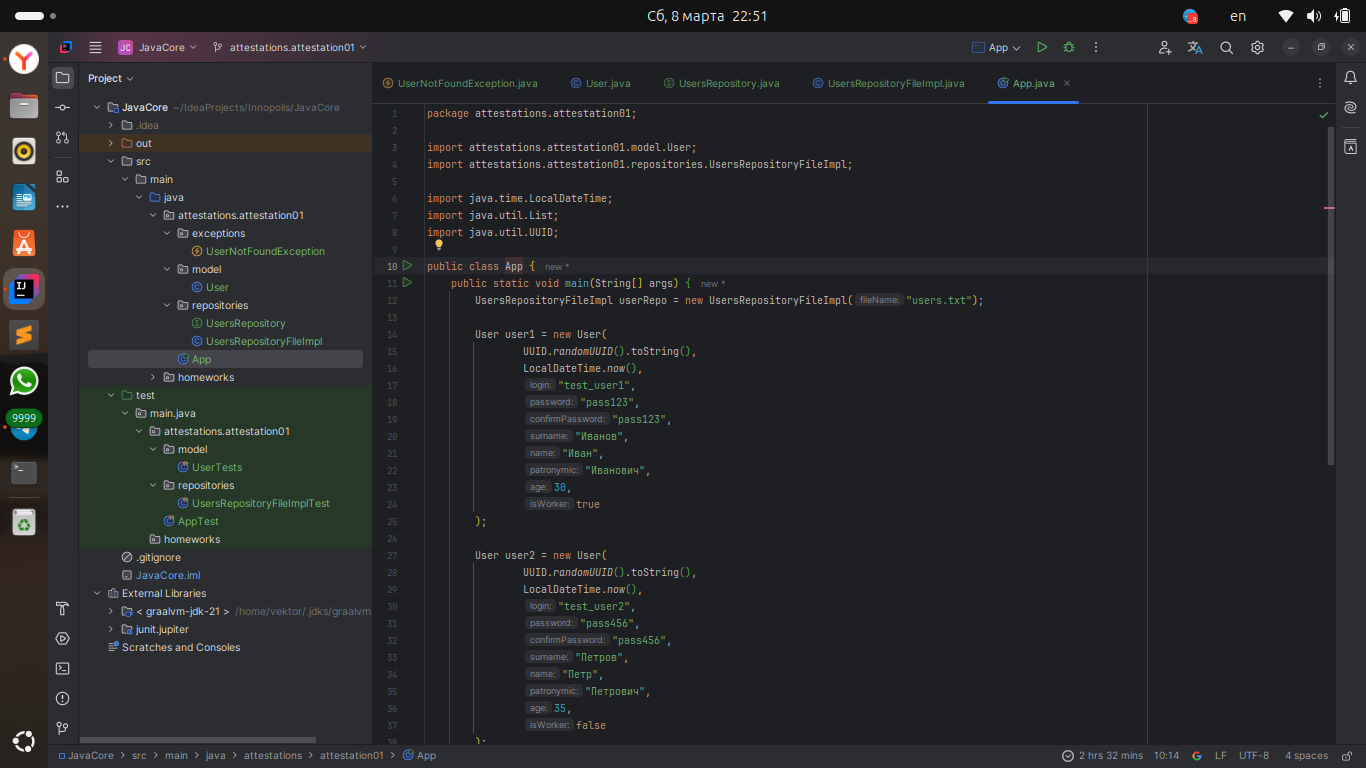 Сб, 8 марта 22:51
8
en
JC JavaCore
attestations.attestation01
App
Project
UserNotFoundException.java
User.java
UsersRepository.java
UsersRepositoryFileImpl.java
App.java
JavaCore ~/IdeaProjects/Innopolis/JavaCore
.idea
out
src
main
java
attestations.attestation01
exceptions
UserNotFoundException
model
User
repositories
UsersRepository
UsersRepositoryFileImpl
App
homeworks
test
main.java
attestations.attestation01
model
UserTests
repositories
UsersRepositoryFileImplTest
AppTest
homeworks
.gitignore
JavaCore.iml
External Libraries
< graalvm-jdk-21 > /home/vektor/.jdks/graalvm
junit.jupiter
Scratches and Consoles
9999
1 package attestations.attestation01;
2
3 import attestations.attestation01.model.User;
4 import attestations.attestation01.repositories.UsersRepositoryFileImpl;
5
6 import java.time.LocalDateTime;
7 import java.util.List;
8 import java.util.UUID;
9
10 public class App { new *
11 public static void main(String[] args) { new *
12 UsersRepositoryFileImpl userRepo = new UsersRepositoryFileImpl( fileName: "users.txt");
13
14 User user1 = new User(
15 UUID.randomUUID().toString(),
16 LocalDateTime.now(),
17 login: "test_user1",
18 password: "pass123",
19 confirmPassword: "pass123",
20 surname: "Иванов",
21 name: "Иван",
22 patronymic: "Иванович",
23 age: 30,
24 isWorker: true
25 );
26
27 User user2 = new User(
28 UUID.randomUUID().toString(),
29 LocalDateTime.now(),
30 login: "test_user2",
31 password: "pass456",
32 confirmPassword: "pass456",
33 surname: "Петров",
34 name: "Петр",
35 patronymic: "Петрович",
36 age: 35,
37 isWorker: false
38 );
JavaCore > src > main > java > attestations > attestation01 > App
2 hrs 32 mins 10:14 LF UTF-8 4 spaces